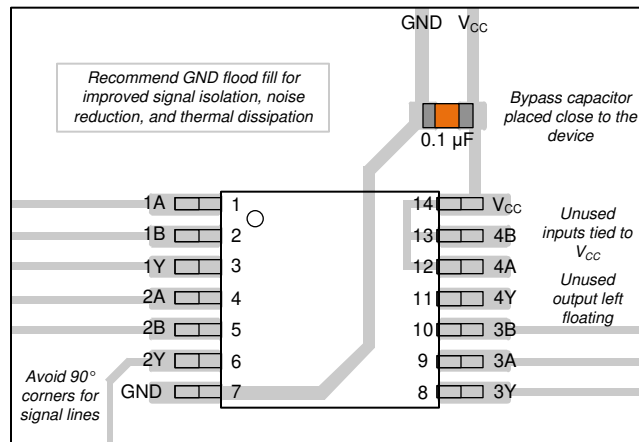 GND V_CC
Recommend GND flood fill for
improved signal isolation, noise
reduction, and thermal dissipation
Bypass capacitor
placed close to the
device
0.1 µF
1A 1 14 V_CC
1B 2 13 4B
1Y 3 12 4A
2A 4 11 4Y
2B 5 10 3B
2Y 6 9 3A
GND 7 8 3Y
Unused
inputs tied to
V_CC
Unused
output left
floating
Avoid 90°
corners for
signal lines